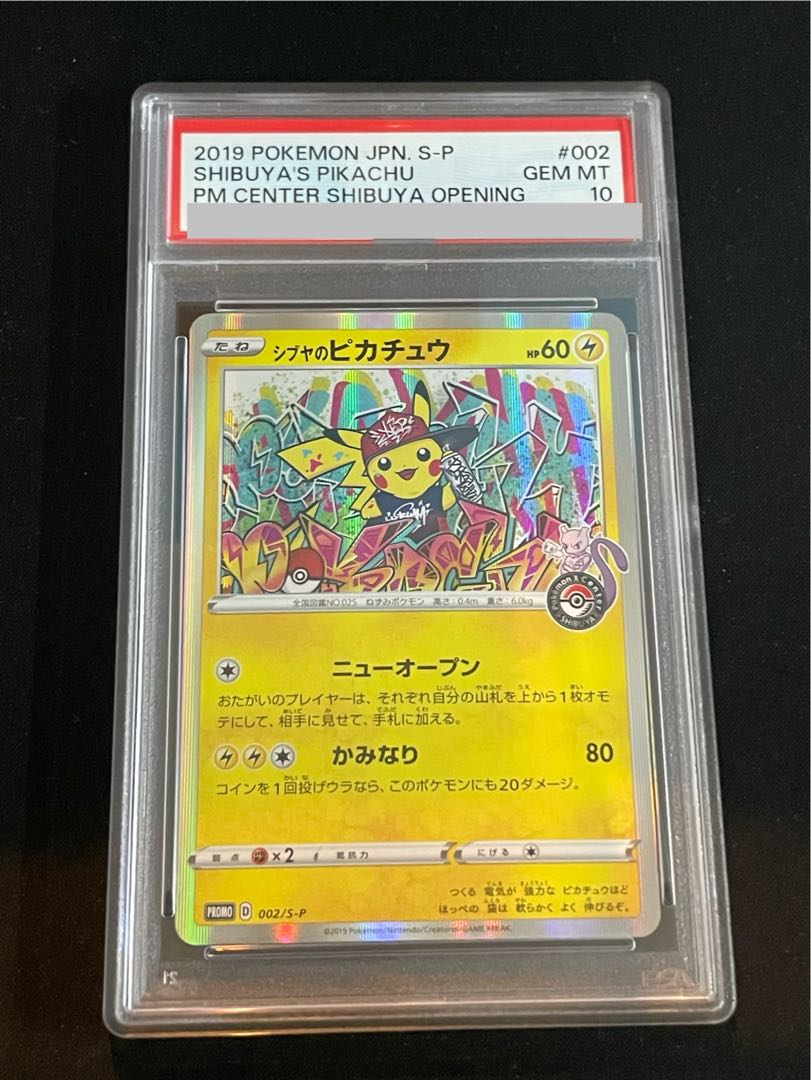 2019 POKEMON JPN. S-P #002
SHIBUYA'S PIKACHU GEM MT
PM CENTER SHIBUYA OPENING 10
たね シブヤのピカチュウ HP60
全国図鑑NO.025 ねずみポケモン 高さ:0.4m 重さ:6.0kg
Pokémon Center
SHIBUYA
ニューオープン
おたがいのプレイヤーは、それぞれ自分の山札を上から1枚オモ
テにして、相手に見せて、手札に加える。
かみなり 80
コインを1回投げウラなら、このポケモンにも20ダメージ。
弱点 ×2 抵抗力 にげる
つくる 電気が 強力な ピカチュウほど
ほっぺの 袋は 軟らかく よく 伸びるぞ。
PROMO D 002/S-P
©2019 Pokémon/Nintendo/Creatures/GAME FREAK.